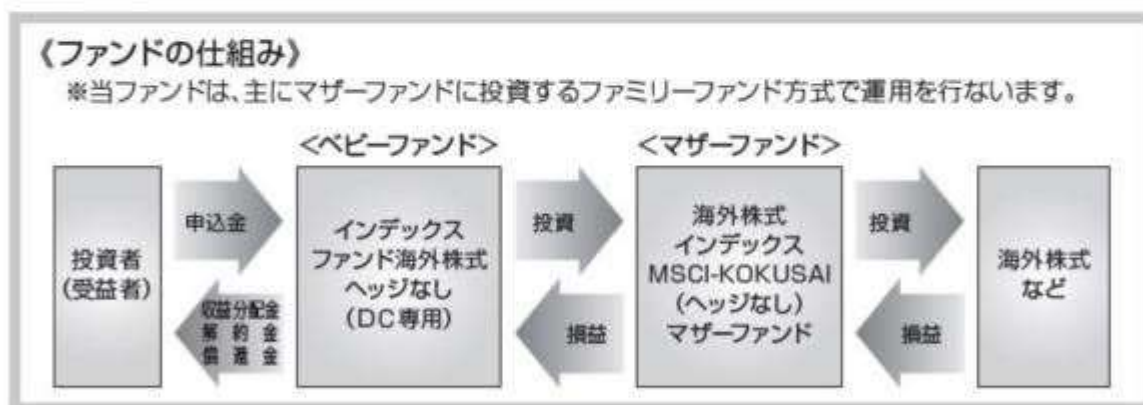 《ファンドの仕組み》
※当ファンドは、主にマザーファンドに投資するファミリーファンド方式で運用を行ないます。
<ベビーファンド>
<マザーファンド>
投資者
(受益者)
申込金
収益分配金
解約金
償還金
インデックス
ファンド海外株式
ヘッジなし
(DC専用)
投資
損益
海外株式
インデックス
MSCI-KOKUSAI
(ヘッジなし)
マザーファンド
投資
損益
海外株式
など